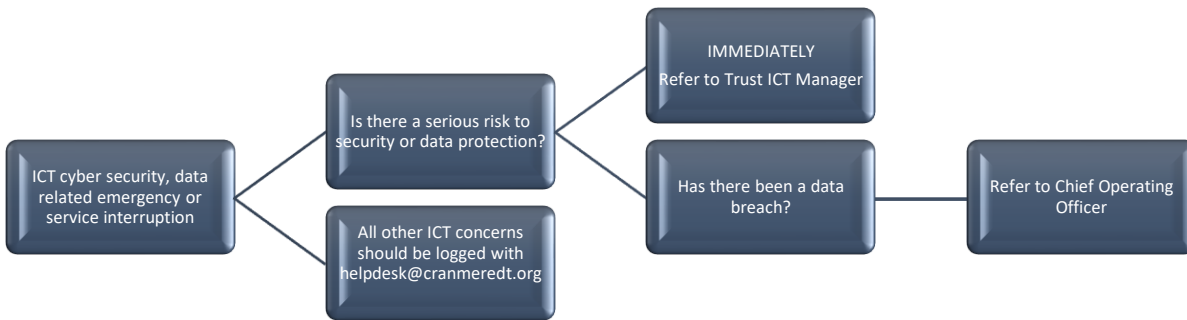 ICT cyber security, data
related emergency or
service interruption
Is there a serious risk to
security or data protection?
All other ICT concerns
should be logged with
helpdesk@cranmeredt.org
IMMEDIATELY
Refer to Trust ICT Manager
Has there been a data
breach?
Refer to Chief Operating
Officer